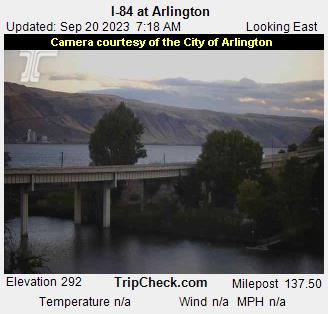 I-84 at Arlington
Updated: Sep 20 2023 7:18 AM Looking East
Camera courtesy of the City of Arlington
Elevation 292 TripCheck.com Milepost 137.50
Temperature n/a Wind n/a MPH n/a